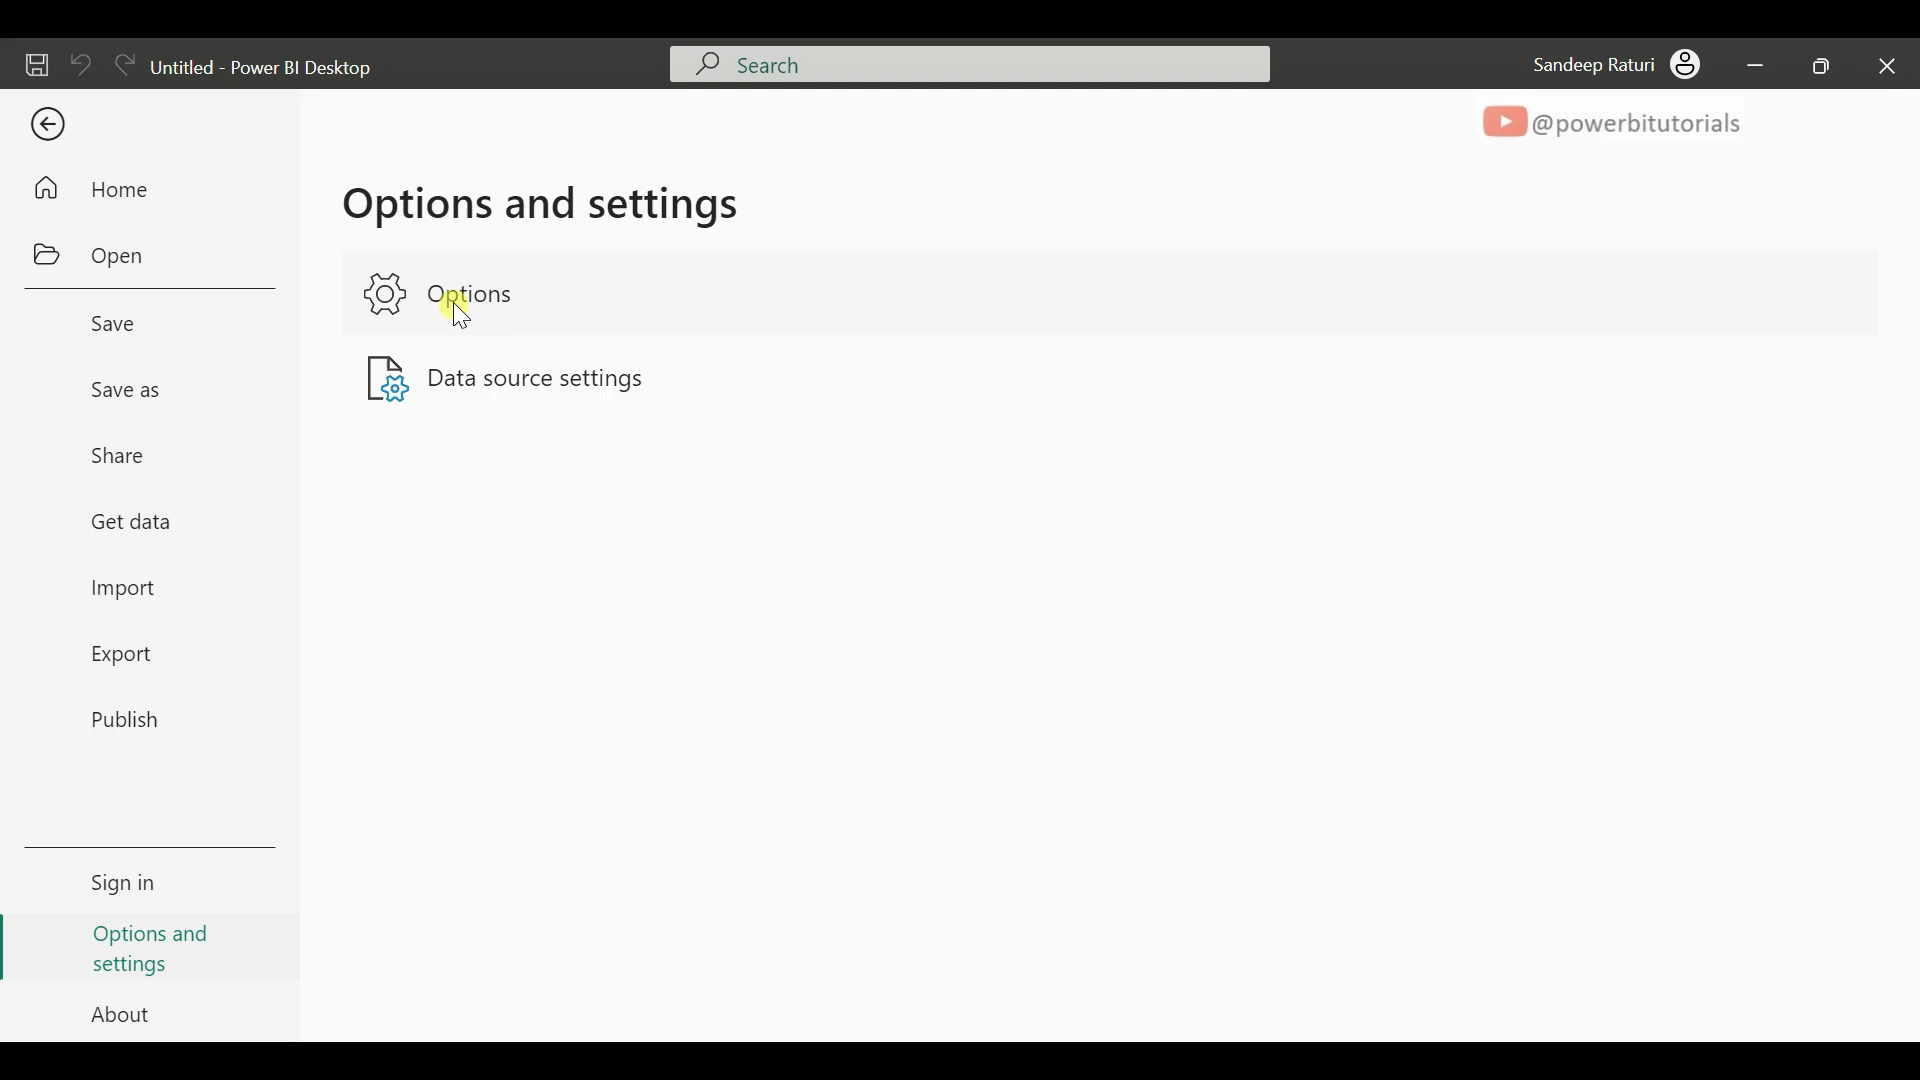 Untitled - Power BI Desktop
Search
Sandeep Raturi
@powerbitutorials
Home
Open
Save
Save as
Share
Get data
Import
Export
Publish
Sign in
Options and
settings
About
Options and settings
Options
Data source settings